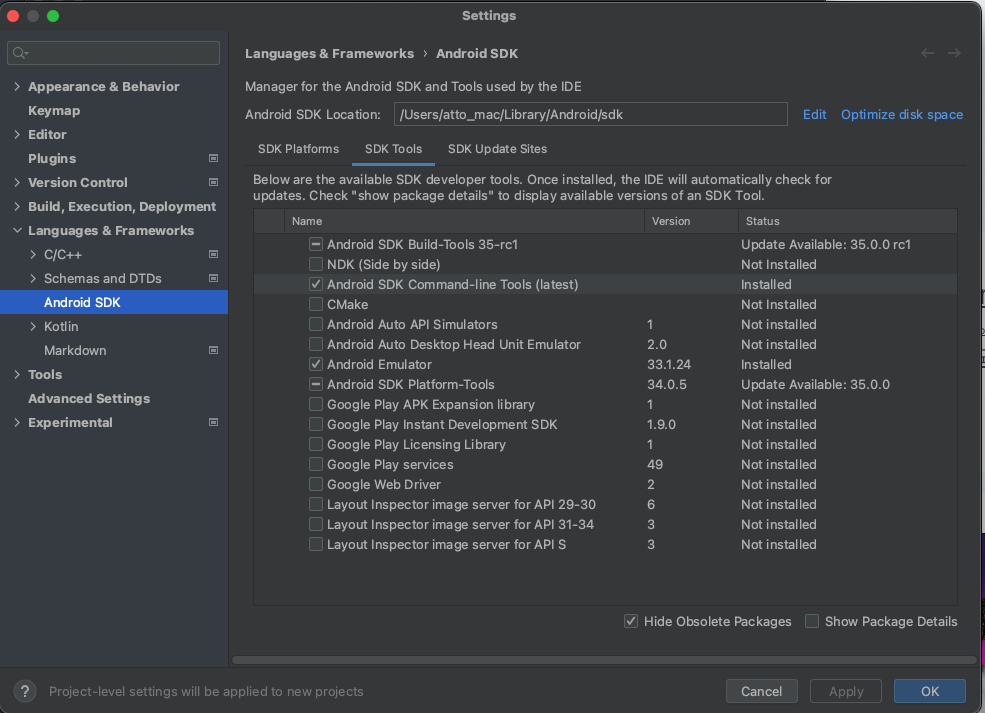 Settings
Languages & Frameworks › Android SDK
Appearance & Behavior
Keymap
Editor
Plugins
Version Control
Build, Execution, Deployment
Languages & Frameworks
C/C++
Schemas and DTDs
Android SDK
Kotlin
Markdown
Tools
Advanced Settings
Experimental
Manager for the Android SDK and Tools used by the IDE
Android SDK Location: /Users/atto_mac/Library/Android/sdk Edit Optimize disk space
SDK Platforms SDK Tools SDK Update Sites
Below are the available SDK developer tools. Once installed, the IDE will automatically check for
updates. Check "show package details" to display available versions of an SDK Tool.
Name Version Status
Android SDK Build-Tools 35-rc1 Update Available: 35.0.0 rc1
NDK (Side by side) Not Installed
Android SDK Command-line Tools (latest) Installed
CMake Not Installed
Android Auto API Simulators 1 Not installed
Android Auto Desktop Head Unit Emulator 2.0 Not installed
Android Emulator 33.1.24 Installed
Android SDK Platform-Tools 34.0.5 Update Available: 35.0.0
Google Play APK Expansion library 1 Not installed
Google Play Instant Development SDK 1.9.0 Not installed
Google Play Licensing Library 1 Not installed
Google Play services 49 Not installed
Google Web Driver 2 Not installed
Layout Inspector image server for API 29-30 6 Not installed
Layout Inspector image server for API 31-34 3 Not installed
Layout Inspector image server for API S 3 Not installed
Hide Obsolete Packages Show Package Details
? Project-level settings will be applied to new projects
Cancel Apply OK